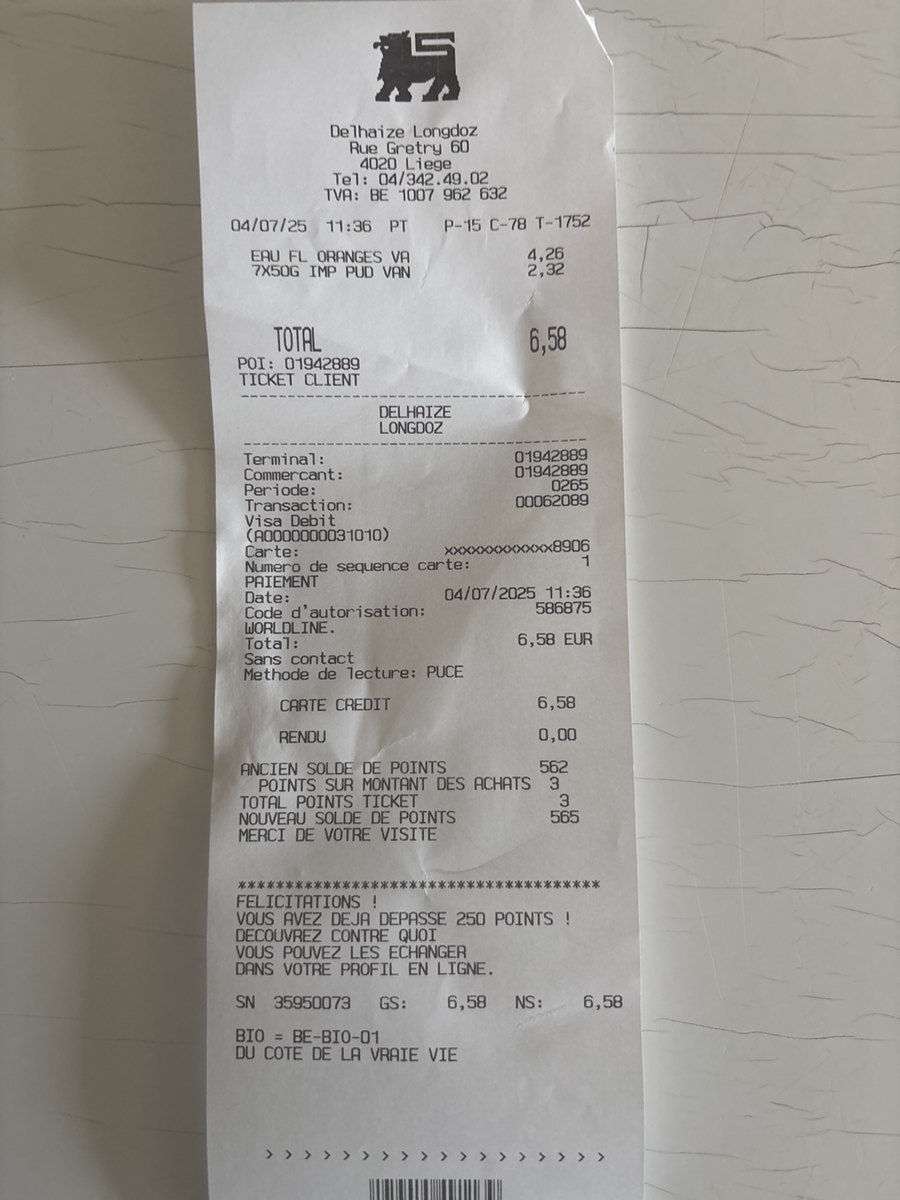 Delhaize Longdoz
Rue Gretry 60
4020 Liege
Tel: 04/342.49.02
TVA: BE 1007 962 632
04/07/25 11:36 PT P-15 C-78 T-1752
EAU FL ORANGES VA 4,26
7X50G IMP PUD VAN 2,32
TOTAL 6,58
POI: 01942889
TICKET CLIENT
DELHAIZE
LONGDOZ
Terminal: 01942889
Commercant: 01942889
Periode: 0265
Transaction: 00062089
Visa Debit
(A0000000031010)
Carte: xxxxxxxxxxxx8906
Numero de sequence carte: 1
PAIEMENT
Date: 04/07/2025 11:36
Code d'autorisation: 586875
WORLDLINE.
Total: 6,58 EUR
Sans contact
Methode de lecture: PUCE
CARTE CREDIT 6,58
RENDU 0,00
ANCIEN SOLDE DE POINTS 562
POINTS SUR MONTANT DES ACHATS 3
TOTAL POINTS TICKET 3
NOUVEAU SOLDE DE POINTS 565
MERCI DE VOTRE VISITE
***************************************
FELICITATIONS !
VOUS AVEZ DEJA DEPASSE 250 POINTS !
DECOUVREZ CONTRE QUOI
VOUS POUVEZ LES ECHANGER
DANS VOTRE PROFIL EN LIGNE.
SN 35950073 GS: 6,58 NS: 6,58
BIO = BE-BIO-01
DU COTE DE LA VRAIE VIE
> > > > > > > > > > > > > > > > > > >